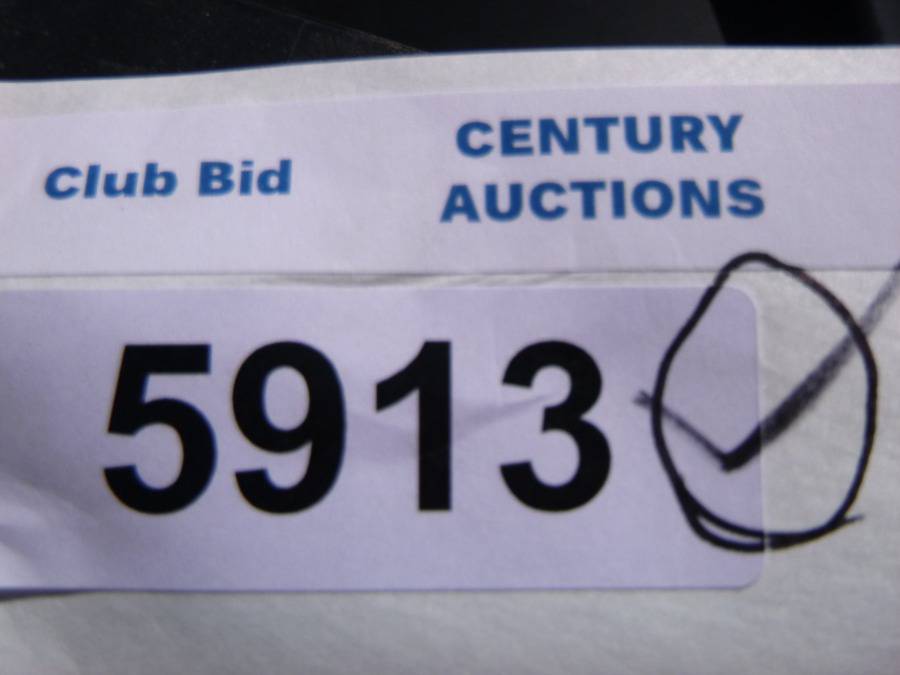 Club Bid
CENTURY
AUCTIONS
5913